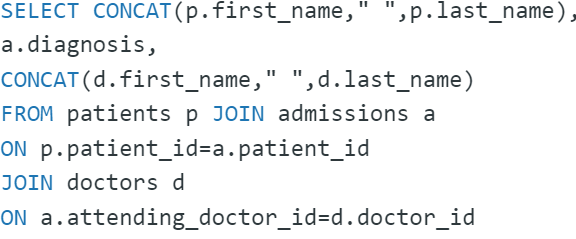 SELECT CONCAT(p.first_name," ",p.last_name),
a.diagnosis,
CONCAT(d.first_name," ",d.last_name)
FROM patients p JOIN admissions a
ON p.patient_id=a.patient_id
JOIN doctors d
ON a.attending_doctor_id=d.doctor_id